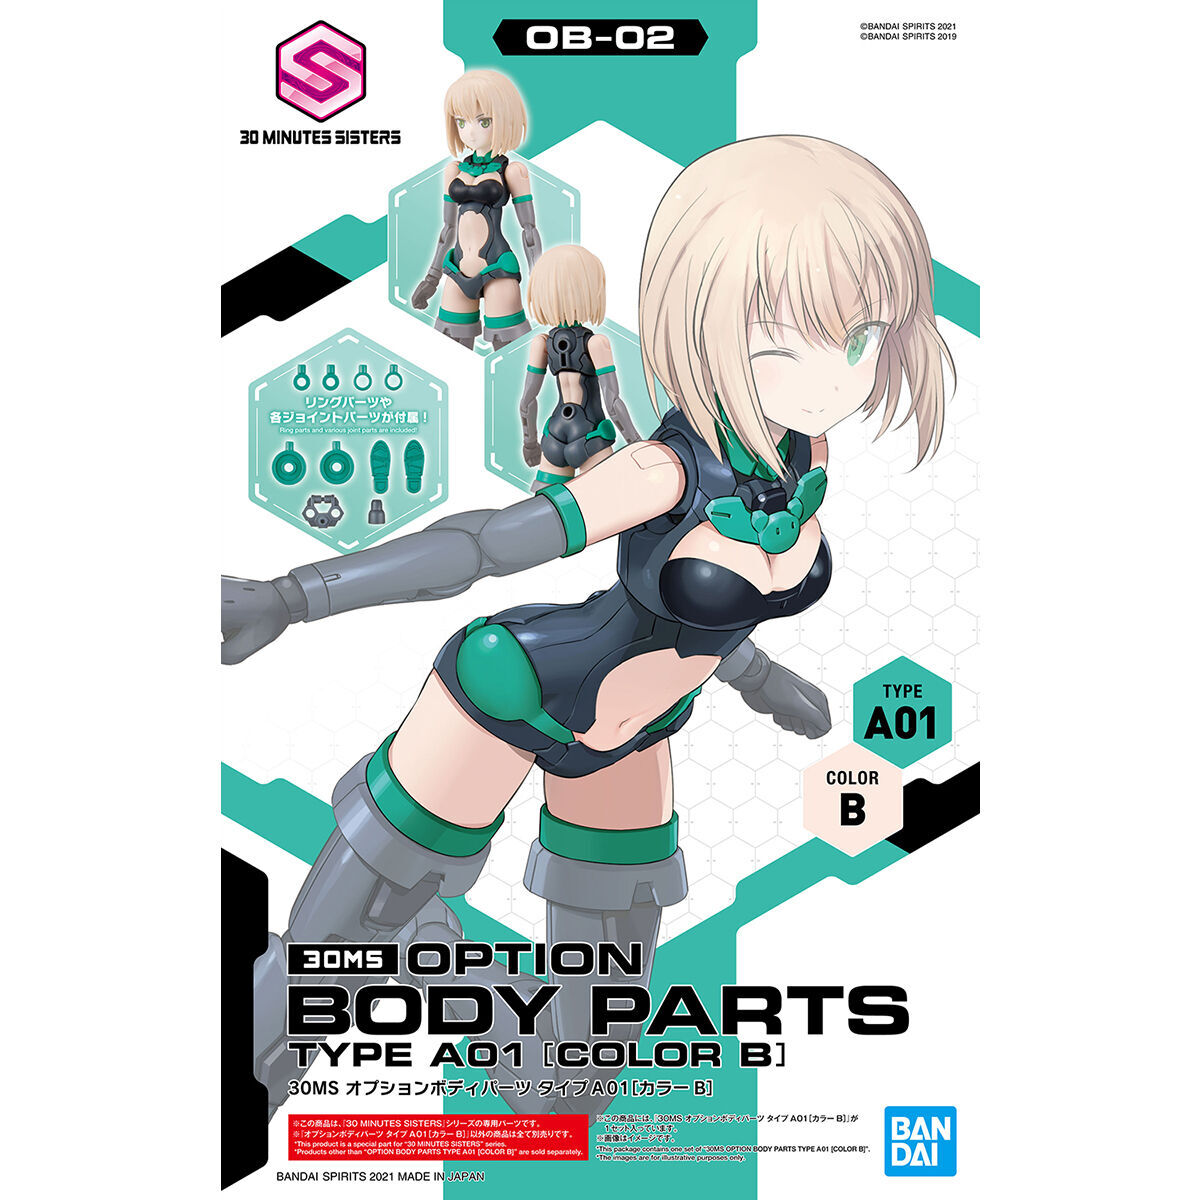 OB-02
©BANDAI SPIRITS 2021
©BANDAI SPIRITS 2019
S
30 MINUTES SISTERS
リングパーツや
各ジョイントパーツが付属！
Ring parts and various joint parts are included!
TYPE
A01
COLOR
B
30MS OPTION
BODY PARTS
TYPE A01 [COLOR B]
30MS オプションボディパーツ タイプA01[カラーB]
※この商品は、「30 MINUTES SISTERS」シリーズの専用パーツです。
※「オプションボディパーツ タイプA01[カラーB]」以外の商品は全て別売りです。
*This product is a special part for "30 MINUTES SISTERS" series.
*Products other than "OPTION BODY PARTS TYPE A01 [COLOR B]" are sold separately.
※この商品には、「30MS オプションボディパーツ タイプA01[カラーB]」が
1セット入っています。
※画像はイメージです。
*This package contains one set of "30MS OPTION BODY PARTS TYPE A01 [COLOR B]".
*The images are for illustrative purposes only.
BAN
DAI
BANDAI SPIRITS 2021 MADE IN JAPAN